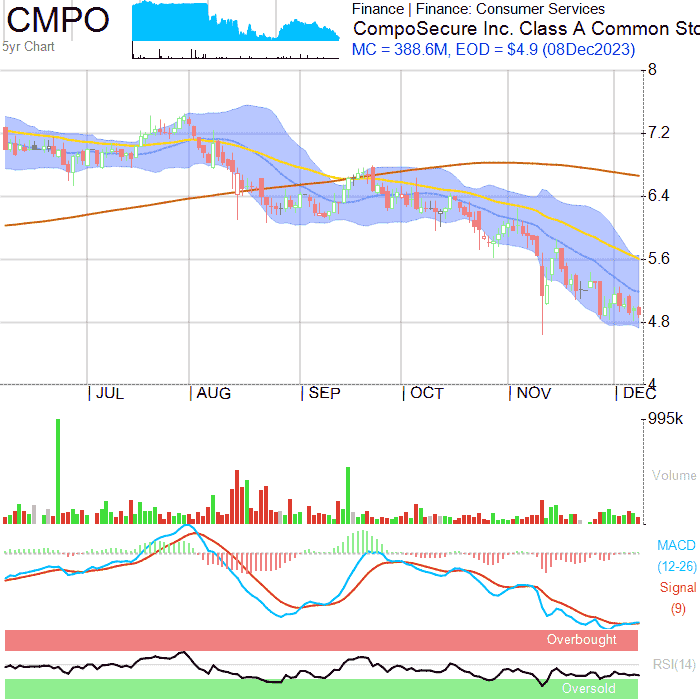 CMPO
5yr Chart
Finance | Finance: Consumer Services
CompoSecure Inc. Class A Common Sto
MC = 388.6M, EOD = $4.9 (08Dec2023)
8
7.2
6.4
5.6
4.8
4
JUL AUG SEP OCT NOV DEC
995k
Volume
MACD
(12-26)
Signal
(9)
Overbought
RSI(14)
Oversold